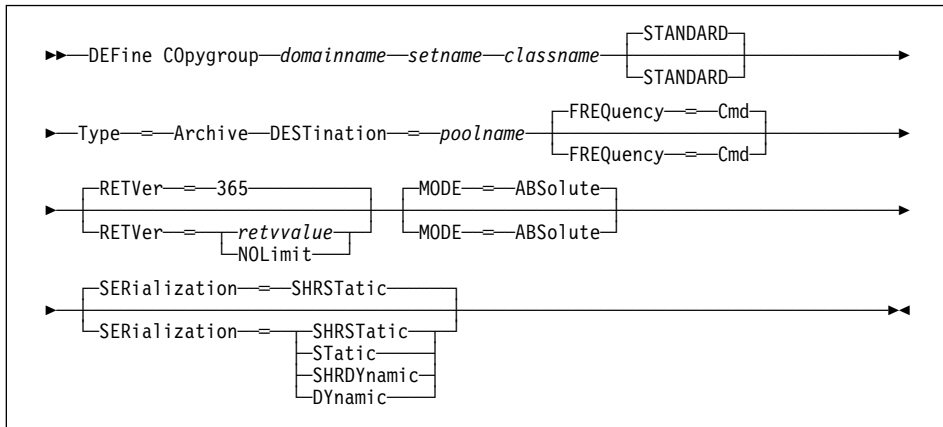 STANDARD
DEFine COpygroup domainname setname classname
STANDARD
FREQuency = Cmd
Type = Archive DESTination = poolname
FREQuency = Cmd
RETVer = 365 MODE = ABSolute
RETVer = retvvalue MODE = ABSolute
NOLimit
SERialization = SHRSTatic
SERialization = SHRSTatic
STatic
SHRDYnamic
DYnamic